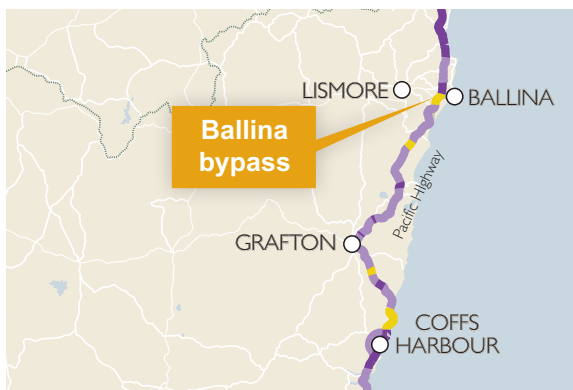 LISMORE
BALLINA
Ballina
bypass
Pacific Highway
GRAFTON
COFFS
HARBOUR